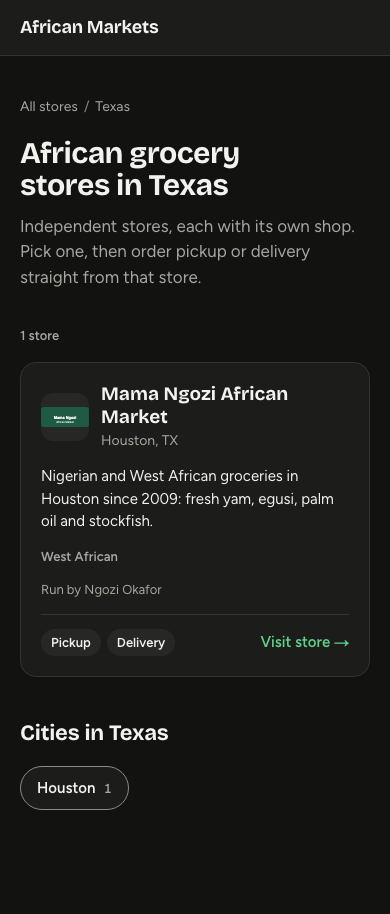 African Markets
All stores / Texas
African grocery
stores in Texas
Independent stores, each with its own shop.
Pick one, then order pickup or delivery
straight from that store.
1 store
Mama Ngozi
Mama Ngozi African
Market
Houston, TX
Nigerian and West African groceries in
Houston since 2009: fresh yam, egusi, palm
oil and stockfish.
West African
Run by Ngozi Okafor
Pickup
Delivery
Visit store →
Cities in Texas
Houston 1